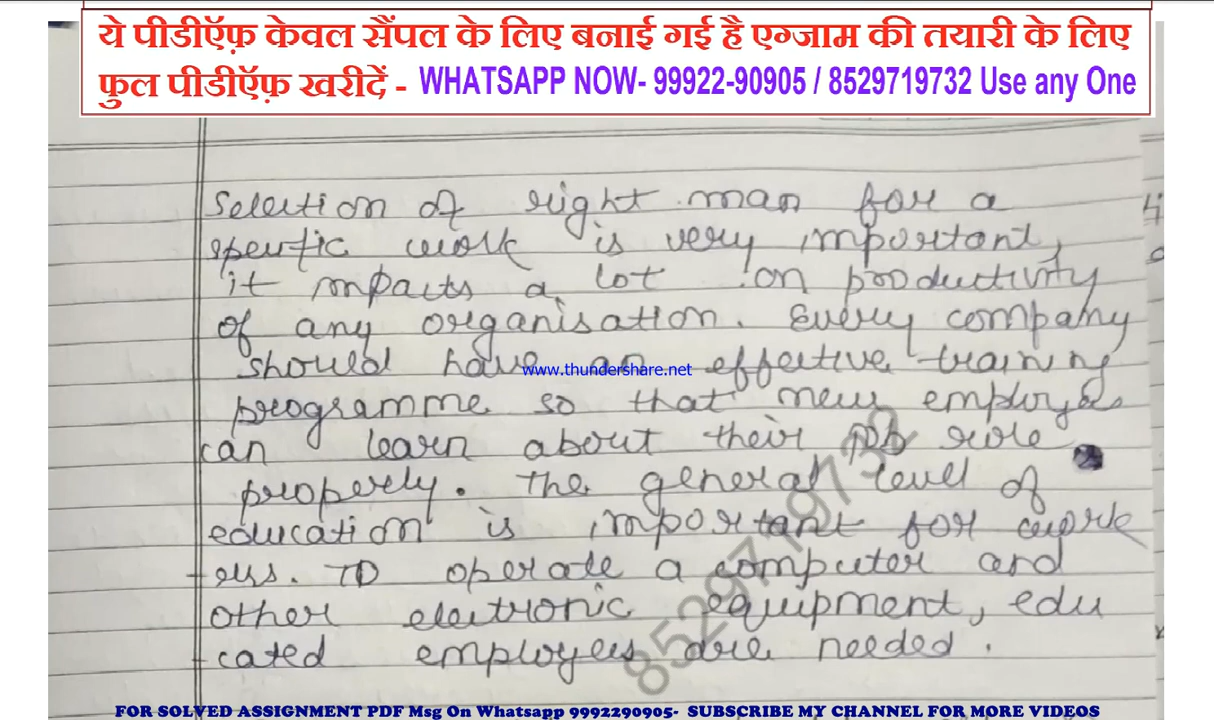 ये पीडीऍफ़ केवल सैंपल के लिए बनाई गई है एग्जाम की तयारी के लिए
फुल पीडीऍफ़ खरीदें - WHATSAPP NOW- 99922-90905 / 8529719732 Use any One
Selection of right man for a
specific work is very important,
it impacts a lot on productivity
of any organisation. Every company
should have an effective training
www.thundershare.net
programme so that new employees
can learn about their job role
properly. The general level of
education is important for work
ers. To operate a computer and
other electronic equipment, edu
cated employees are needed.
8529719732
FOR SOLVED ASSIGNMENT PDF Msg On Whatsapp 9992290905- SUBSCRIBE MY CHANNEL FOR MORE VIDEOS